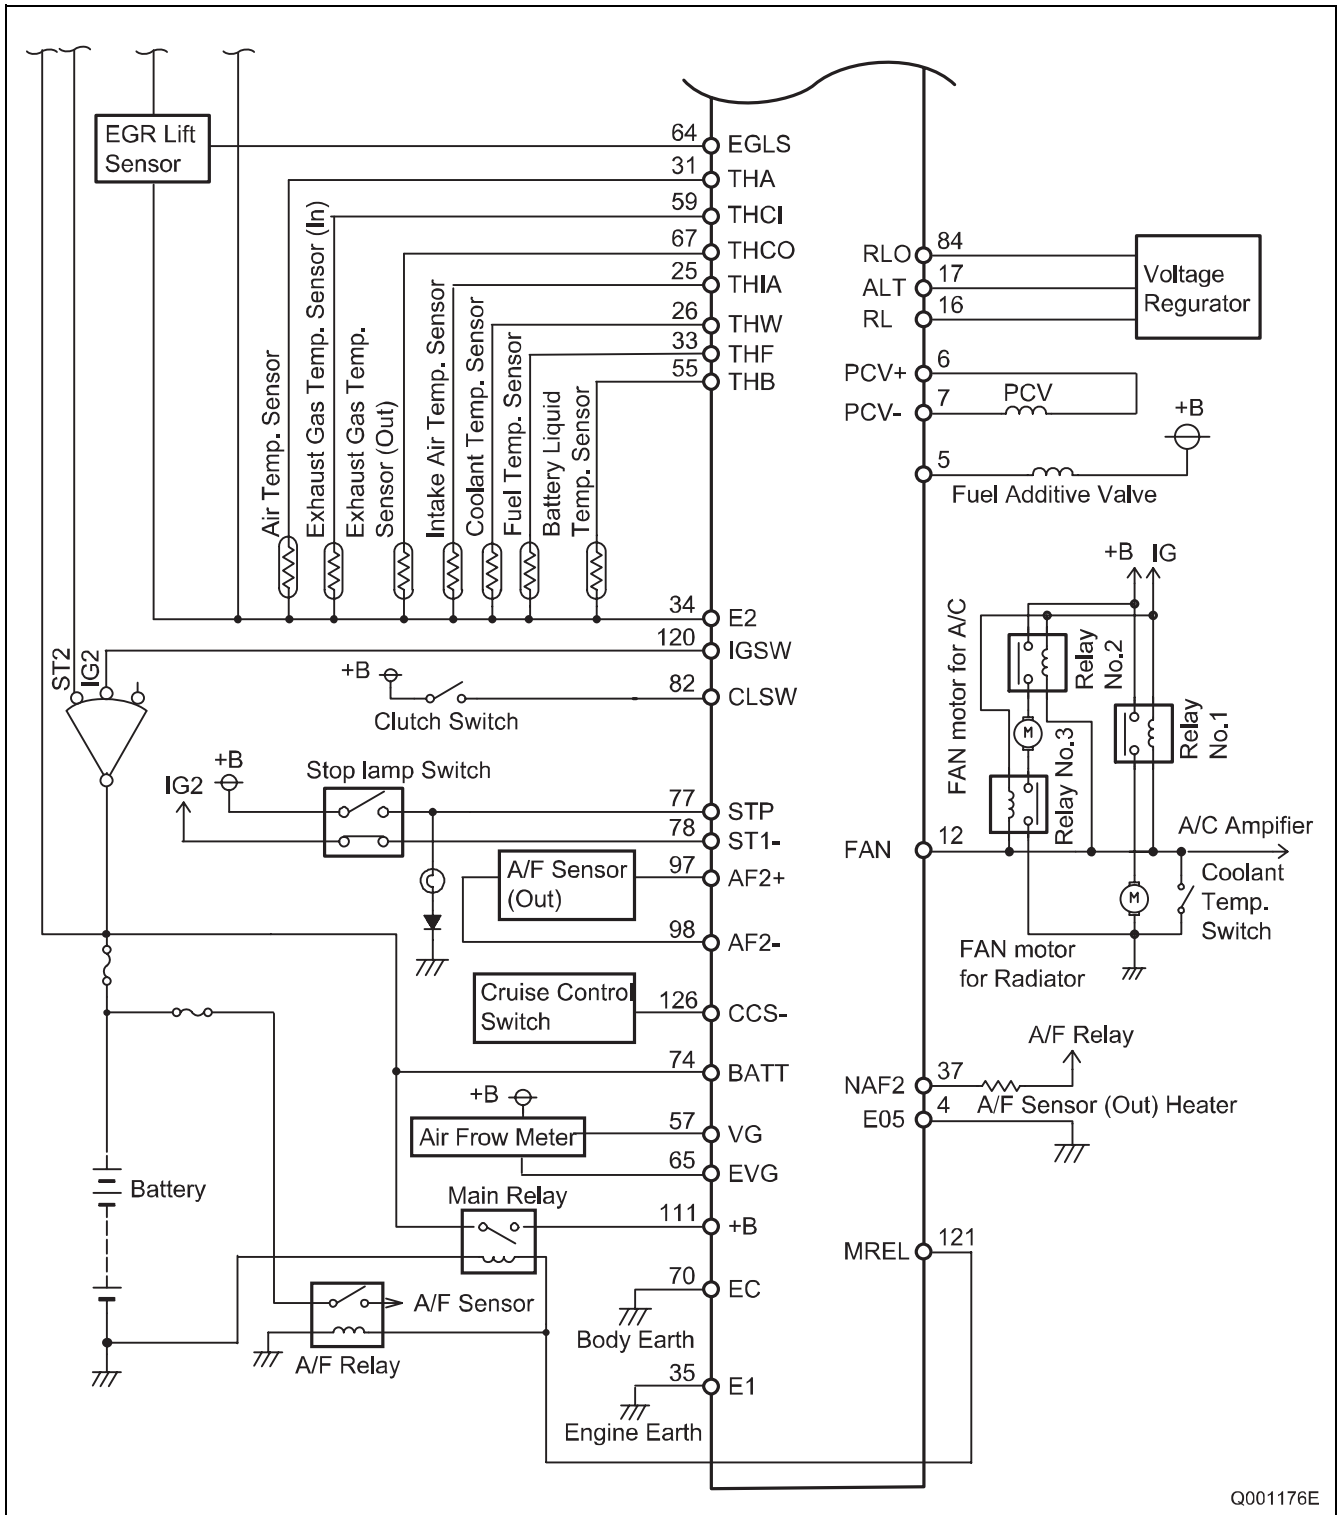 EGR Lift
Sensor
64
EGLS
31
THA
59
THCI
67
THCO
25
THIA
26
THW
33
THF
55
THB
Air Temp. Sensor
Exhaust Gas Temp. Sensor (In)
Exhaust Gas Temp.
Sensor (Out)
Intake Air Temp. Sensor
Coolant Temp. Sensor
Fuel Temp. Sensor
Battery Liquid
Temp. Sensor
34
E2
120
IGSW
ST2
IG2
+B
82
CLSW
Clutch Switch
+B
Stop lamp Switch
IG2
77
STP
78
ST1-
A/F Sensor
(Out)
97
AF2+
98
AF2-
Cruise Control
Switch
126
CCS-
74
BATT
+B
Air Frow Meter
57
VG
65
EVG
Battery
Main Relay
111
+B
70
EC
Body Earth
A/F Sensor
A/F Relay
35
E1
Engine Earth
RLO
84
ALT
17
RL
16
Voltage
Regurator
PCV+
6
PCV-
7
PCV
+B
5
Fuel Additive Valve
+B
IG
FAN motor for A/C
Relay
No.2
M
Relay No.3
Relay
No.1
FAN
12
A/C Ampifier
Coolant
Temp.
Switch
M
FAN motor
for Radiator
A/F Relay
NAF2
37
A/F Sensor (Out) Heater
E05
4
MREL
121
Q001176E